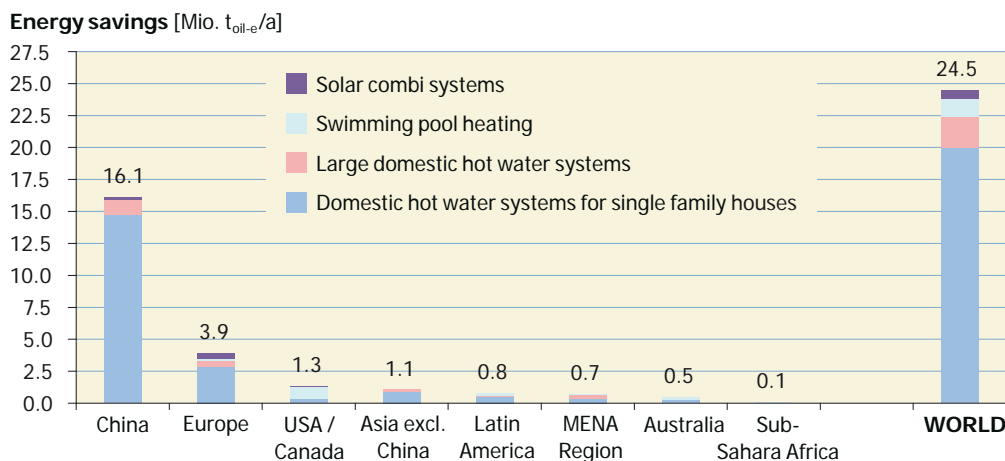 Energy savings [Mio. t_oil-e/a]
27.5
25.0
22.5
20.0
17.5
15.0
12.5
10.0
7.5
5.0
2.5
0.0
Solar combi systems
Swimming pool heating
Large domestic hot water systems
Domestic hot water systems for single family houses
16.1
3.9
1.3
1.1
0.8
0.7
0.5
0.1
24.5
China
Europe
USA /
Canada
Asia excl.
China
Latin
America
MENA
Region
Australia
Sub-
Sahara Africa
WORLD